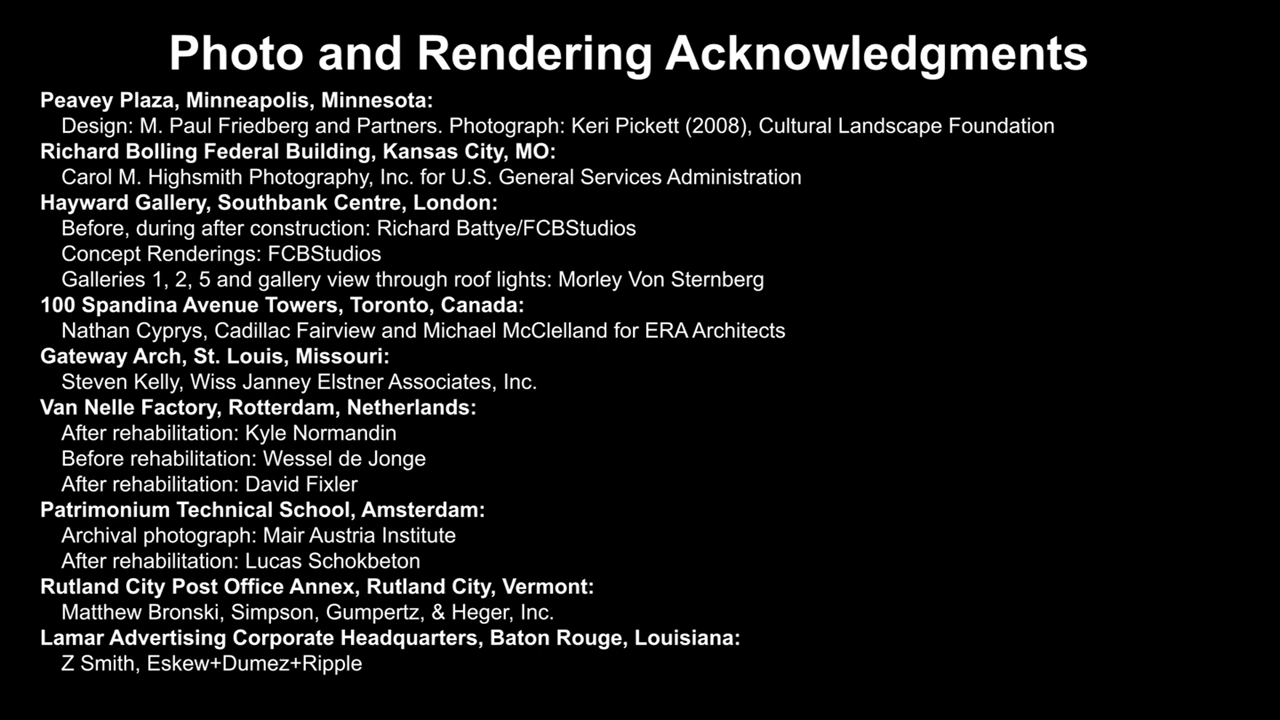 Photo and Rendering Acknowledgments
Peavey Plaza, Minneapolis, Minnesota:
Design: M. Paul Friedberg and Partners. Photograph: Keri Pickett (2008), Cultural Landscape Foundation
Richard Bolling Federal Building, Kansas City, MO:
Carol M. Highsmith Photography, Inc. for U.S. General Services Administration
Hayward Gallery, Southbank Centre, London:
Before, during after construction: Richard Battye/FCBStudios
Concept Renderings: FCBStudios
Galleries 1, 2, 5 and gallery view through roof lights: Morley Von Sternberg
100 Spandina Avenue Towers, Toronto, Canada:
Nathan Cyprys, Cadillac Fairview and Michael McClelland for ERA Architects
Gateway Arch, St. Louis, Missouri:
Steven Kelly, Wiss Janney Elstner Associates, Inc.
Van Nelle Factory, Rotterdam, Netherlands:
After rehabilitation: Kyle Normandin
Before rehabilitation: Wessel de Jonge
After rehabilitation: David Fixler
Patrimonium Technical School, Amsterdam:
Archival photograph: Mair Austria Institute
After rehabilitation: Lucas Schokbeton
Rutland City Post Office Annex, Rutland City, Vermont:
Matthew Bronski, Simpson, Gumpertz, & Heger, Inc.
Lamar Advertising Corporate Headquarters, Baton Rouge, Louisiana:
Z Smith, Eskew+Dumez+Ripple